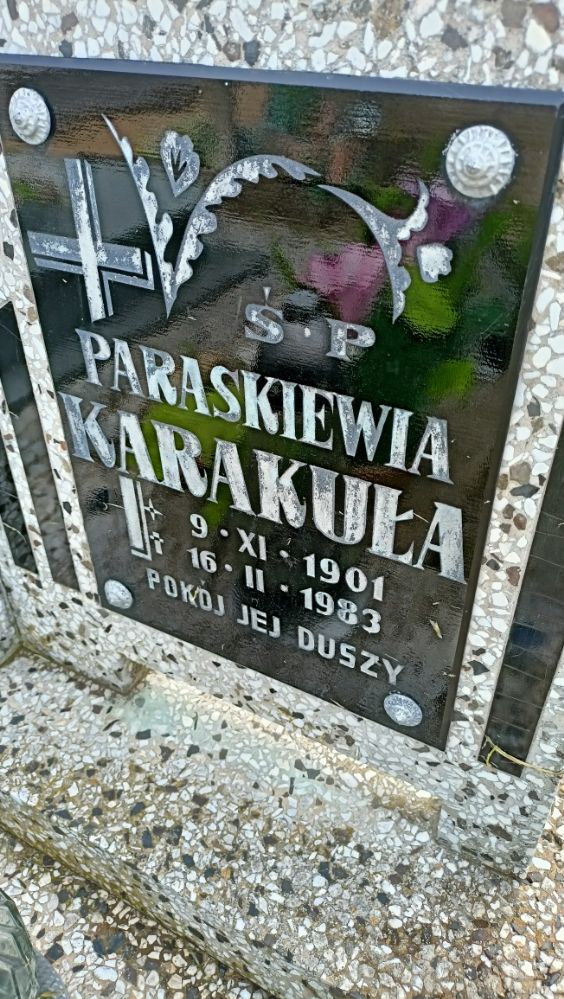 Ś·P
PARASKIEWIA
KARAKUŁA
9·XI·1901
16·II·1983
POKÓJ JEJ DUSZY